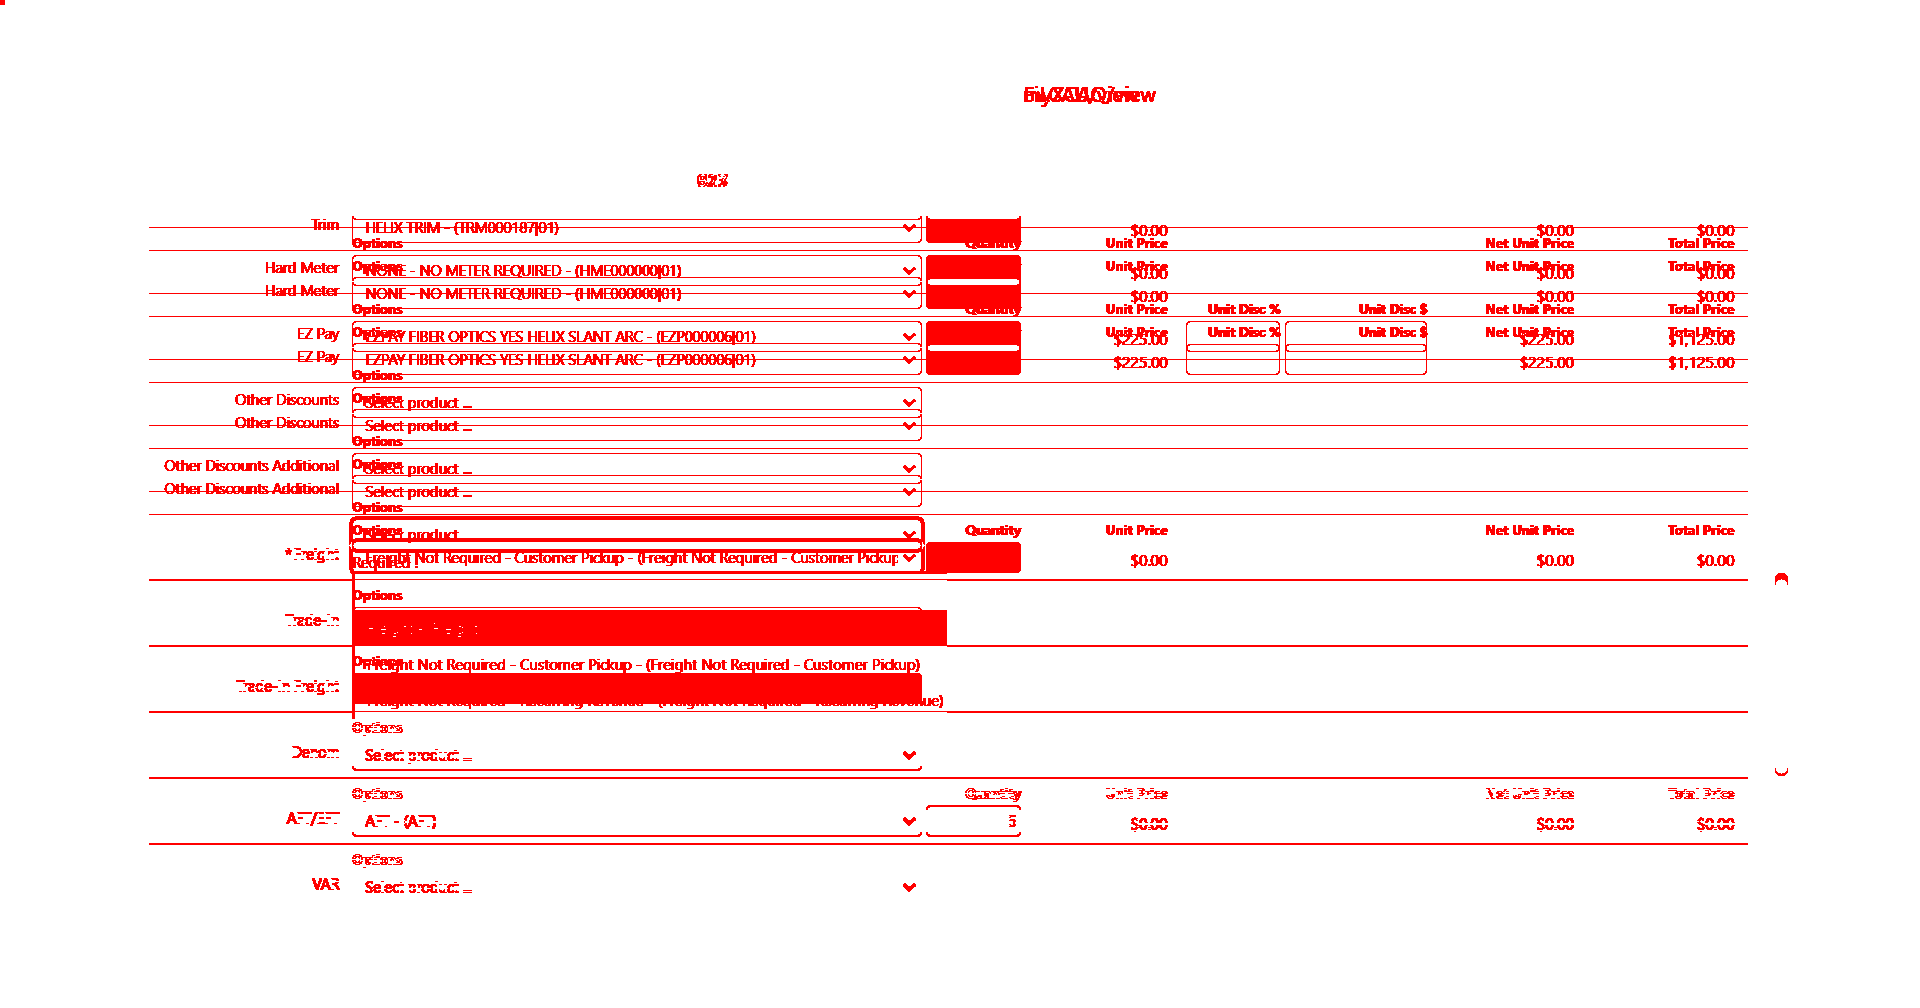 Trim HELIX TRIM - (TRM000187|01) $0.00 $0.00 $0.00
Options Quantity Unit Price Net Unit Price Total Price
Options Unit Price Net Unit Price Total Price
Hard Meter NONE - NO METER REQUIRED - (HME000000|01) $0.00 $0.00 $0.00
Hard Meter NONE - NO METER REQUIRED - (HME000000|01) $0.00 $0.00 $0.00
Options Quantity Unit Price Unit Disc % Unit Disc $ Net Unit Price Total Price
Options Unit Price Unit Disc % Unit Disc $ Net Unit Price Total Price
EZ Pay EZPAY FIBER OPTICS YES HELIX SLANT ARC - (EZP000006|01) $225.00 $225.00 $1,125.00
EZ Pay EZPAY FIBER OPTICS YES HELIX SLANT ARC - (EZP000006|01) $225.00 $225.00 $1,125.00
Options
Options
Other Discounts Select product ...
Other Discounts Select product ...
Options
Options
Other Discounts Additional Select product ...
Other Discounts Additional Select product ...
Options
Options Quantity Unit Price Net Unit Price Total Price
Select product
* Freight Freight Not Required - Customer Pickup - (Freight Not Required - Customer Pickup $0.00 $0.00 $0.00
Required !
Options
Trade-In
Options
Freight Not Required - Customer Pickup - (Freight Not Required - Customer Pickup)
Trade-In Freight
Freight Not Required - Recurring Revenue - (Freight Not Required - Recurring Revenue)
Options
Denom Select product ...
Options Quantity Unit Price Net Unit Price Total Price
AFT/EFT AFT - (AFT) $0.00 $0.00 $0.00
Options
VAR Select product ...